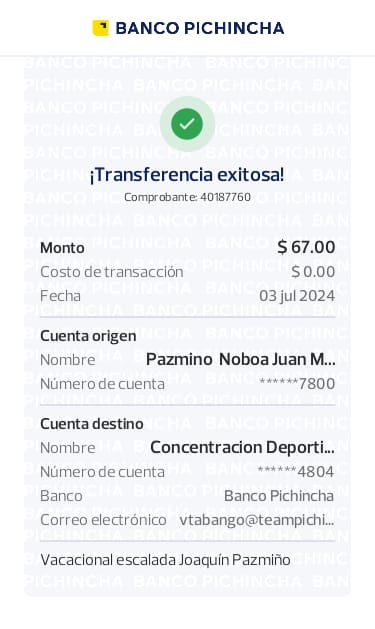 BANCO PICHINCHA
¡Transferencia exitosa!
Comprobante: 40187760
Monto $ 67.00
Costo de transacción $ 0.00
Fecha 03 jul 2024
Cuenta origen
Nombre Pazmino Noboa Juan M...
Número de cuenta ******7800
Cuenta destino
Nombre Concentracion Deporti...
Número de cuenta ******4804
Banco Banco Pichincha
Correo electrónico vtabango@teampichi...
Vacacional escalada Joaquín Pazmiño